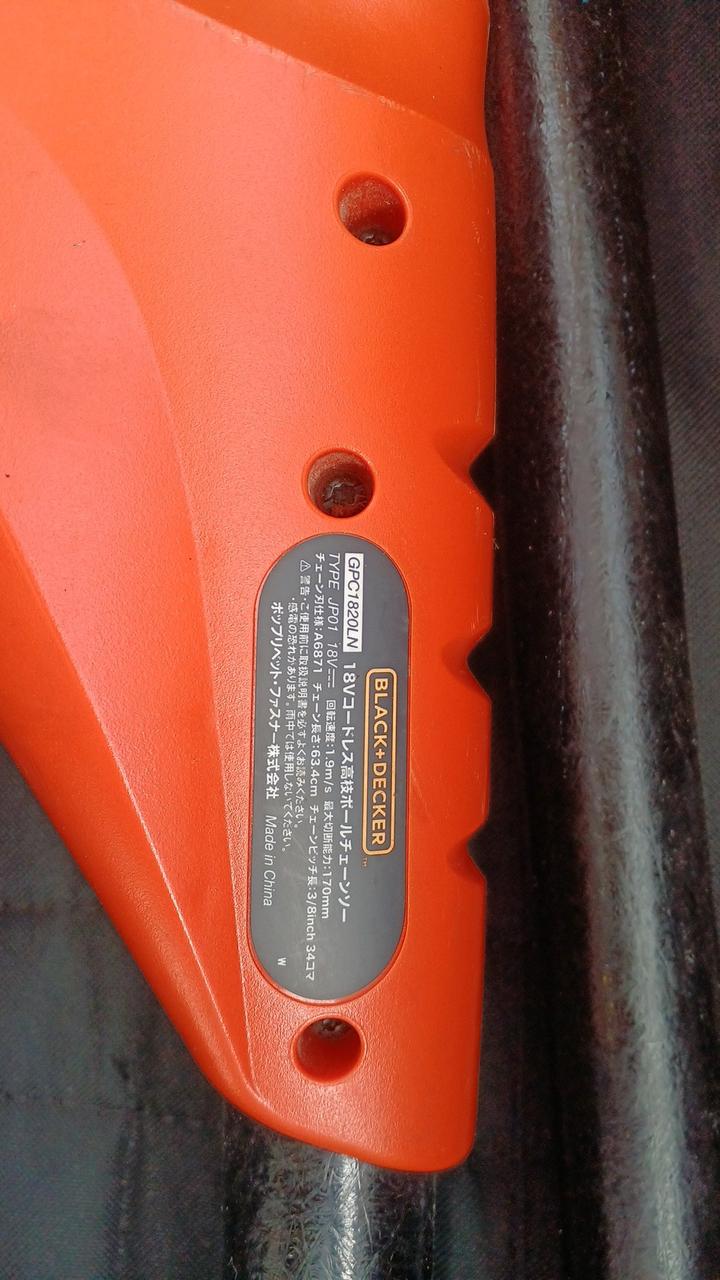 BLACK+DECKER™
GPC1820LN 18Vコードレス高枝ポールチェーンソー
TYPE JP01 18V⎓ 回転速度:1.9m/s 最大切断能力:170mm
チェーン刃仕様:A6871 チェーン長さ:63.4cm チェーンピッチ長:3/8inch 34コマ
⚠警告・ご使用前に取扱説明書を必ずよくお読みください。
・感電の恐れがあります。雨中では使用しないでください。
ポップリベット・ファスナー株式会社 Made in China
W